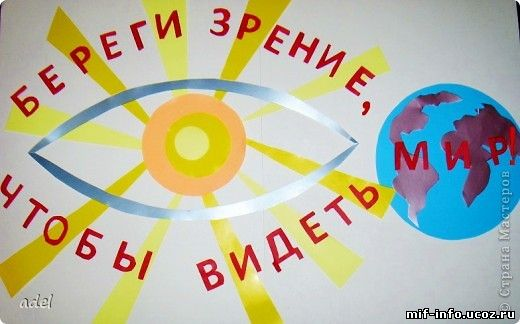 БЕРЕГИ ЗРЕНИЕ,
ЧТОБЫ ВИДЕТЬ МИР!
adel
© Страна Мастеров
mif-info.ucoz.ru